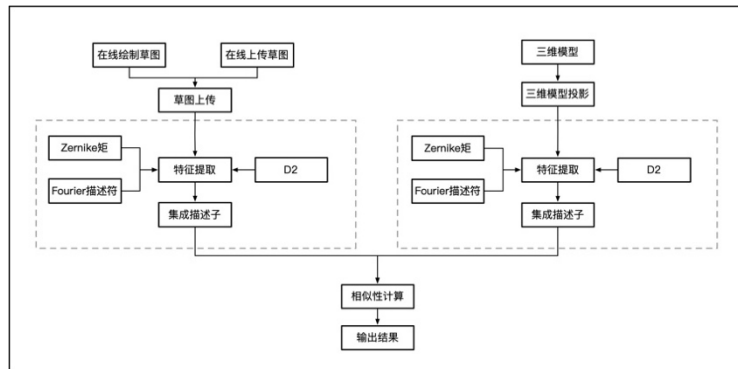 在线绘制草图
在线上传草图
草图上传
Zernike矩
Fourier描述符
特征提取
D2
集成描述子
三维模型
三维模型投影
Zernike矩
Fourier描述符
特征提取
D2
集成描述子
相似性计算
输出结果